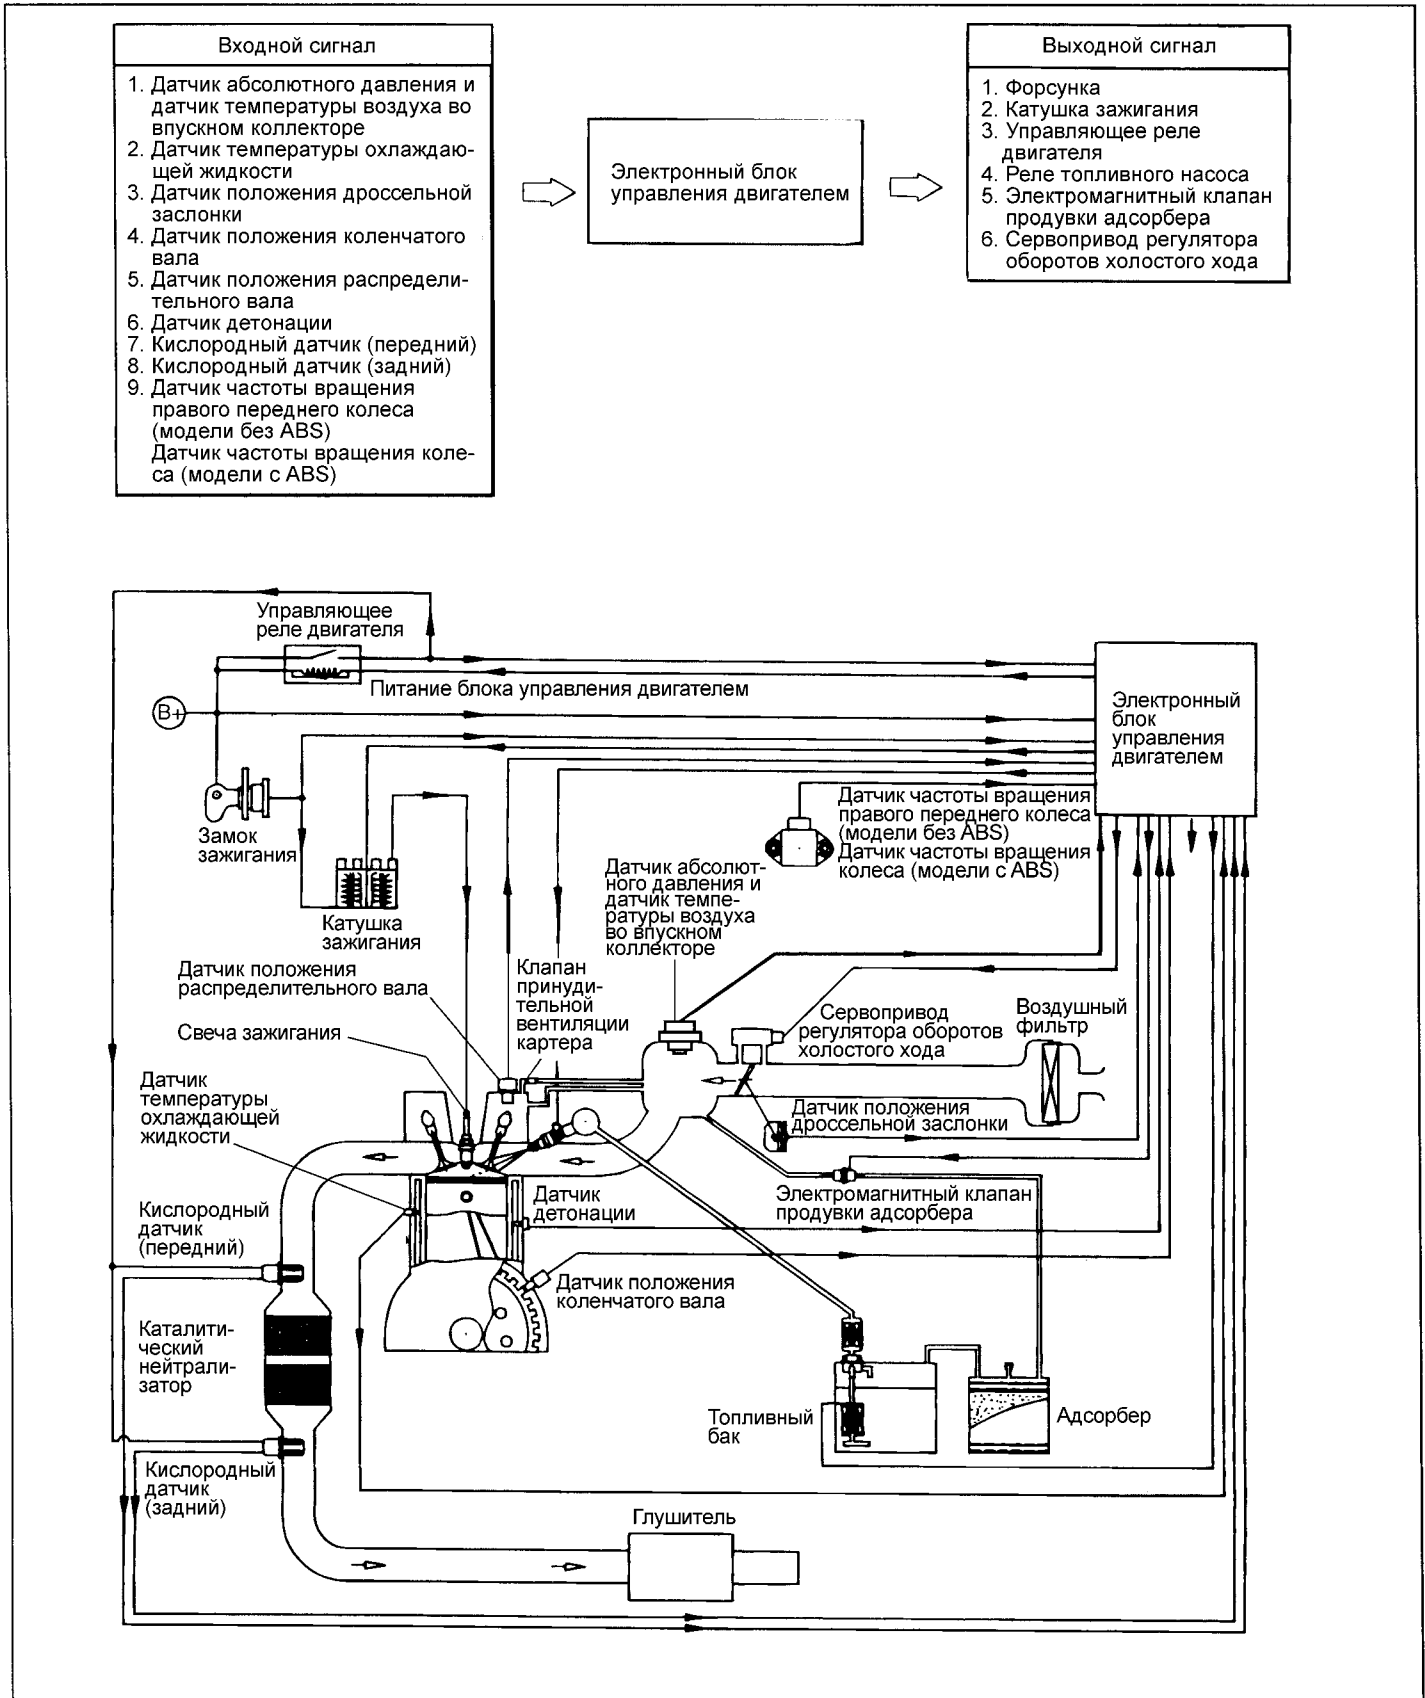 Входной сигнал
1. Датчик абсолютного давления и
датчик температуры воздуха во
впускном коллекторе
2. Датчик температуры охлаждаю-
щей жидкости
3. Датчик положения дроссельной
заслонки
4. Датчик положения коленчатого
вала
5. Датчик положения распредели-
тельного вала
6. Датчик детонации
7. Кислородный датчик (передний)
8. Кислородный датчик (задний)
9. Датчик частоты вращения
правого переднего колеса
(модели без ABS)
Датчик частоты вращения коле-
са (модели с ABS)
Электронный блок
управления двигателем
Выходной сигнал
1. Форсунка
2. Катушка зажигания
3. Управляющее реле
двигателя
4. Реле топливного насоса
5. Электромагнитный клапан
продувки адсорбера
6. Сервопривод регулятора
оборотов холостого хода
Управляющее
реле двигателя
Питание блока управления двигателем
B+
Электронный
блок
управления
двигателем
Замок
зажигания
Датчик частоты вращения
правого переднего колеса
(модели без ABS)
Датчик частоты вращения
колеса (модели с ABS)
Катушка
зажигания
Датчик абсолют-
ного давления и
датчик темпе-
ратуры воздуха
во впускном
коллекторе
Датчик положения
распределительного вала
Клапан
принуди-
тельной
вентиляции
картера
Свеча зажигания
Сервопривод
регулятора оборотов
холостого хода
Воздушный
фильтр
Датчик
температуры
охлаждающей
жидкости
Датчик положения
дроссельной заслонки
Электромагнитный клапан
продувки адсорбера
Датчик
детонации
Кислородный
датчик
(передний)
Датчик положения
коленчатого вала
Каталити-
ческий
нейтрали-
затор
Топливный
бак
Адсорбер
Кислородный
датчик
(задний)
Глушитель